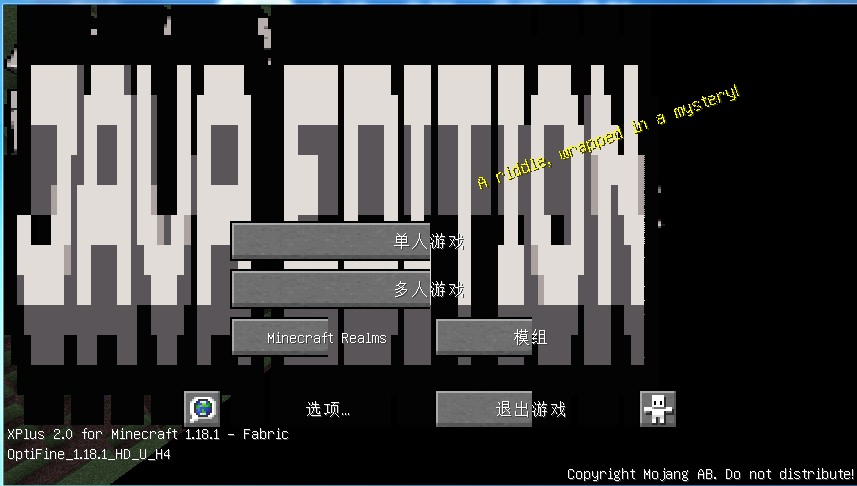 JAVA EDITION
A riddle, wrapped in a mystery!
单人游戏
多人游戏
Minecraft Realms
模组
选项...
退出游戏
XPlus 2.0 for Minecraft 1.18.1 - Fabric
OptiFine_1.18.1_HD_U_H4
Copyright Mojang AB. Do not distribute!